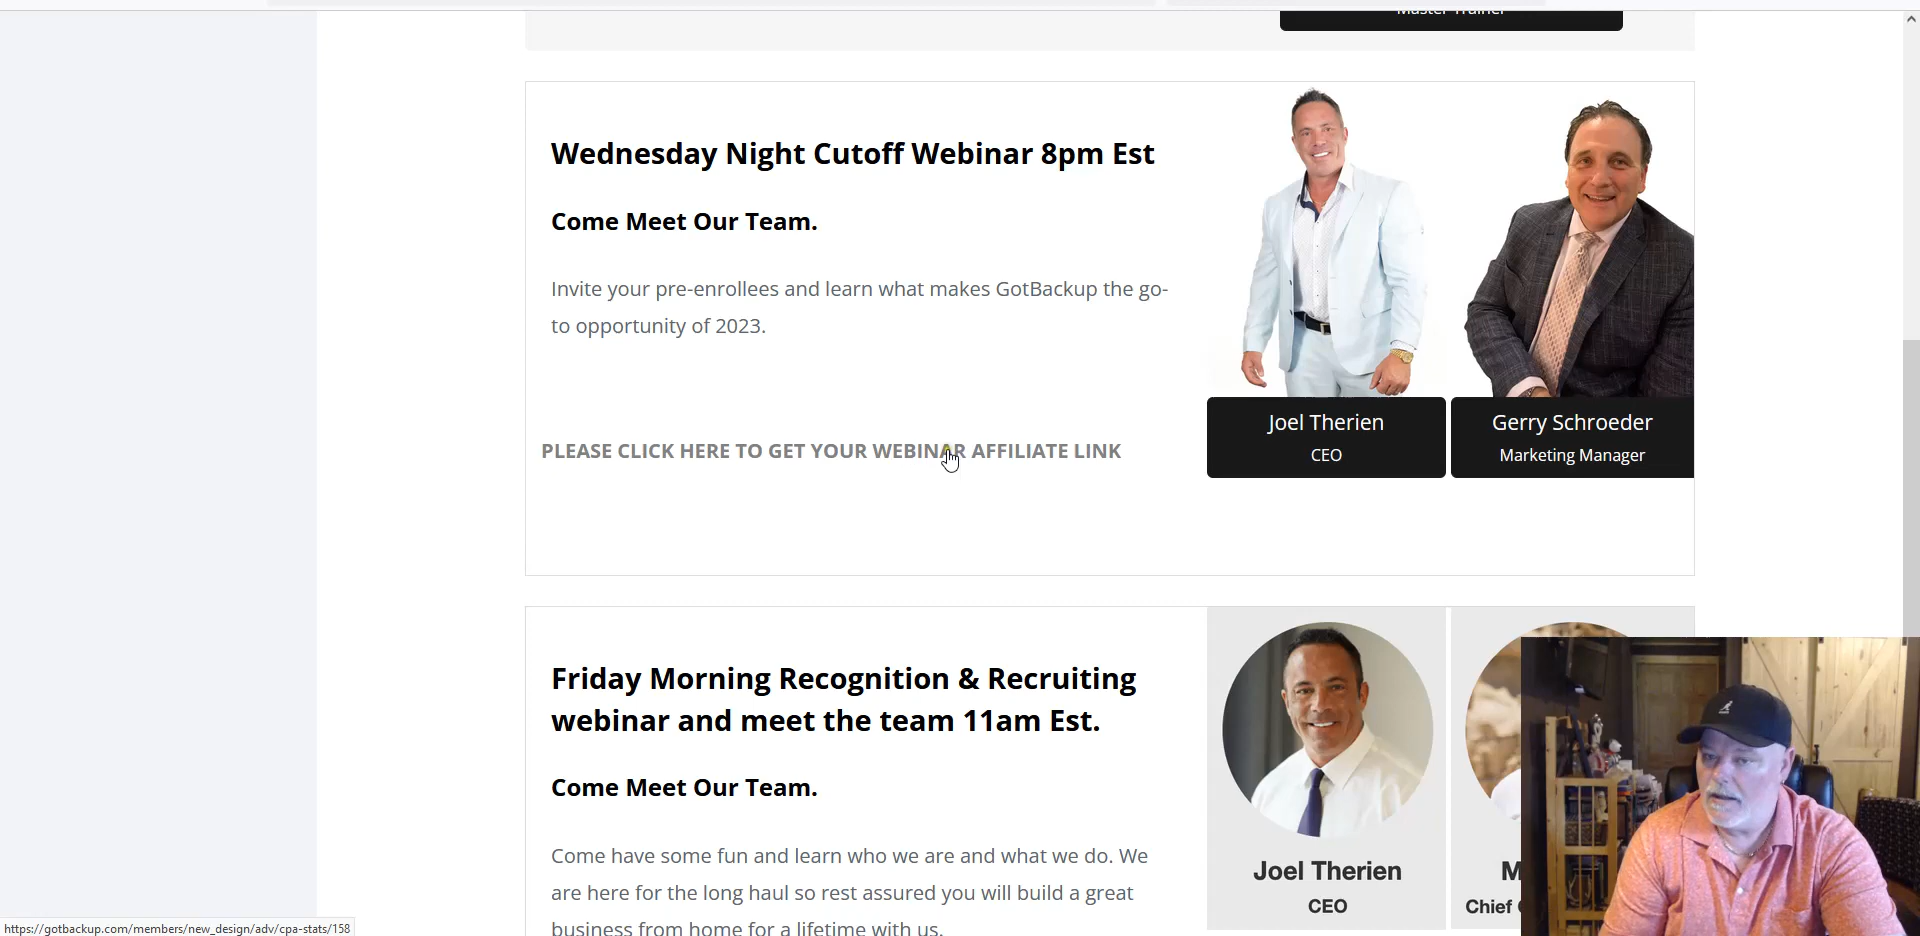 Master Trainer
Wednesday Night Cutoff Webinar 8pm Est
Come Meet Our Team.
Invite your pre-enrollees and learn what makes GotBackup the go-
to opportunity of 2023.
PLEASE CLICK HERE TO GET YOUR WEBINAR AFFILIATE LINK
Joel Therien
CEO
Gerry Schroeder
Marketing Manager
Friday Morning Recognition & Recruiting
webinar and meet the team 11am Est.
Come Meet Our Team.
Come have some fun and learn who we are and what we do. We
are here for the long haul so rest assured you will build a great
business from home for a lifetime with us.
Joel Therien
CEO
M
Chief
https://gotbackup.com/members/new_design/adv/cpa-stats/158